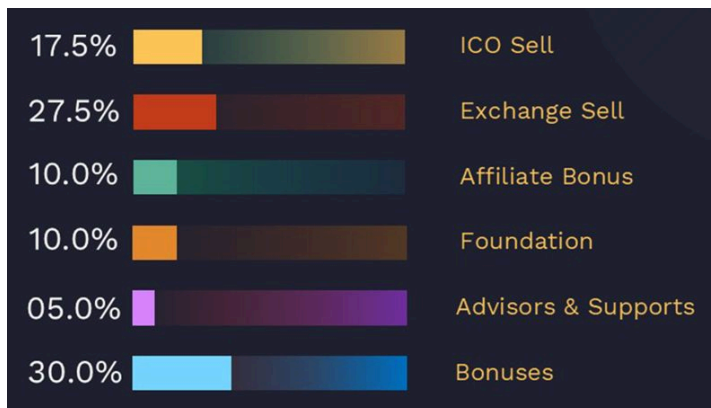 17.5% ICO Sell
27.5% Exchange Sell
10.0% Affiliate Bonus
10.0% Foundation
05.0% Advisors & Supports
30.0% Bonuses